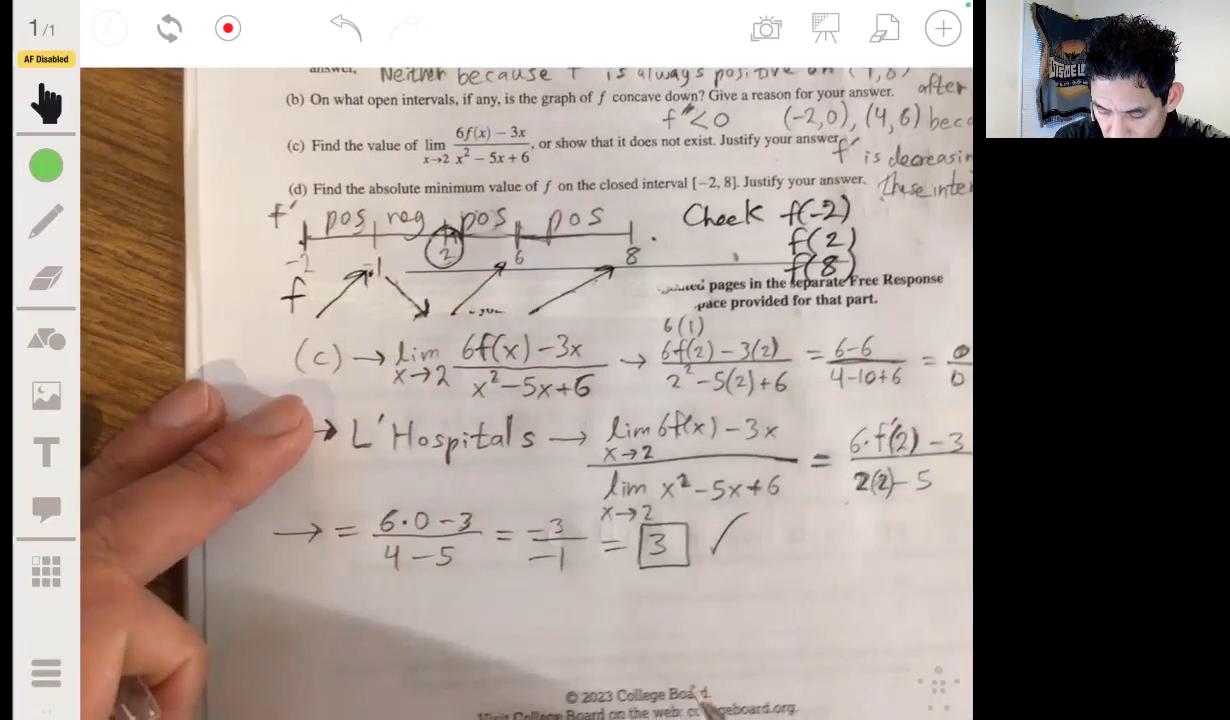 1/1
AF Disabled
answer, Neither because f is always positive on
(b) On what open intervals, if any, is the graph of f concave down? Give a reason for your answer. after
f" < 0 (-2,0), (4,6) beca
(c) Find the value of lim x→2 6f(x) − 3x / x² − 5x + 6, or show that it does not exist. Justify your answer. f' is decreasin
(d) Find the absolute minimum value of f on the closed interval [−2, 8]. Justify your answer. these inte
f' pos neg pos pos Check f(-2)
-2 -1 2 6 8 f(2)
f f(8)
pages in the separate Free Response
pace provided for that part.
6(1)
(c) → lim x→2 6f(x) − 3x / x² − 5x + 6 → 6f(2) − 3(2) / 2² − 5(2) + 6 = 6−6 / 4−10+6 = 0/0
→ L'Hospitals → lim x→2 6f(x) − 3x / lim x→2 x² − 5x + 6 = 6·f'(2) − 3 / 2(2) − 5
→ = 6·0−3 / 4−5 = −3 / −1 = 3 ✓
© 2023 College Board.
Visit College Board on the web: co geboard.org.
T